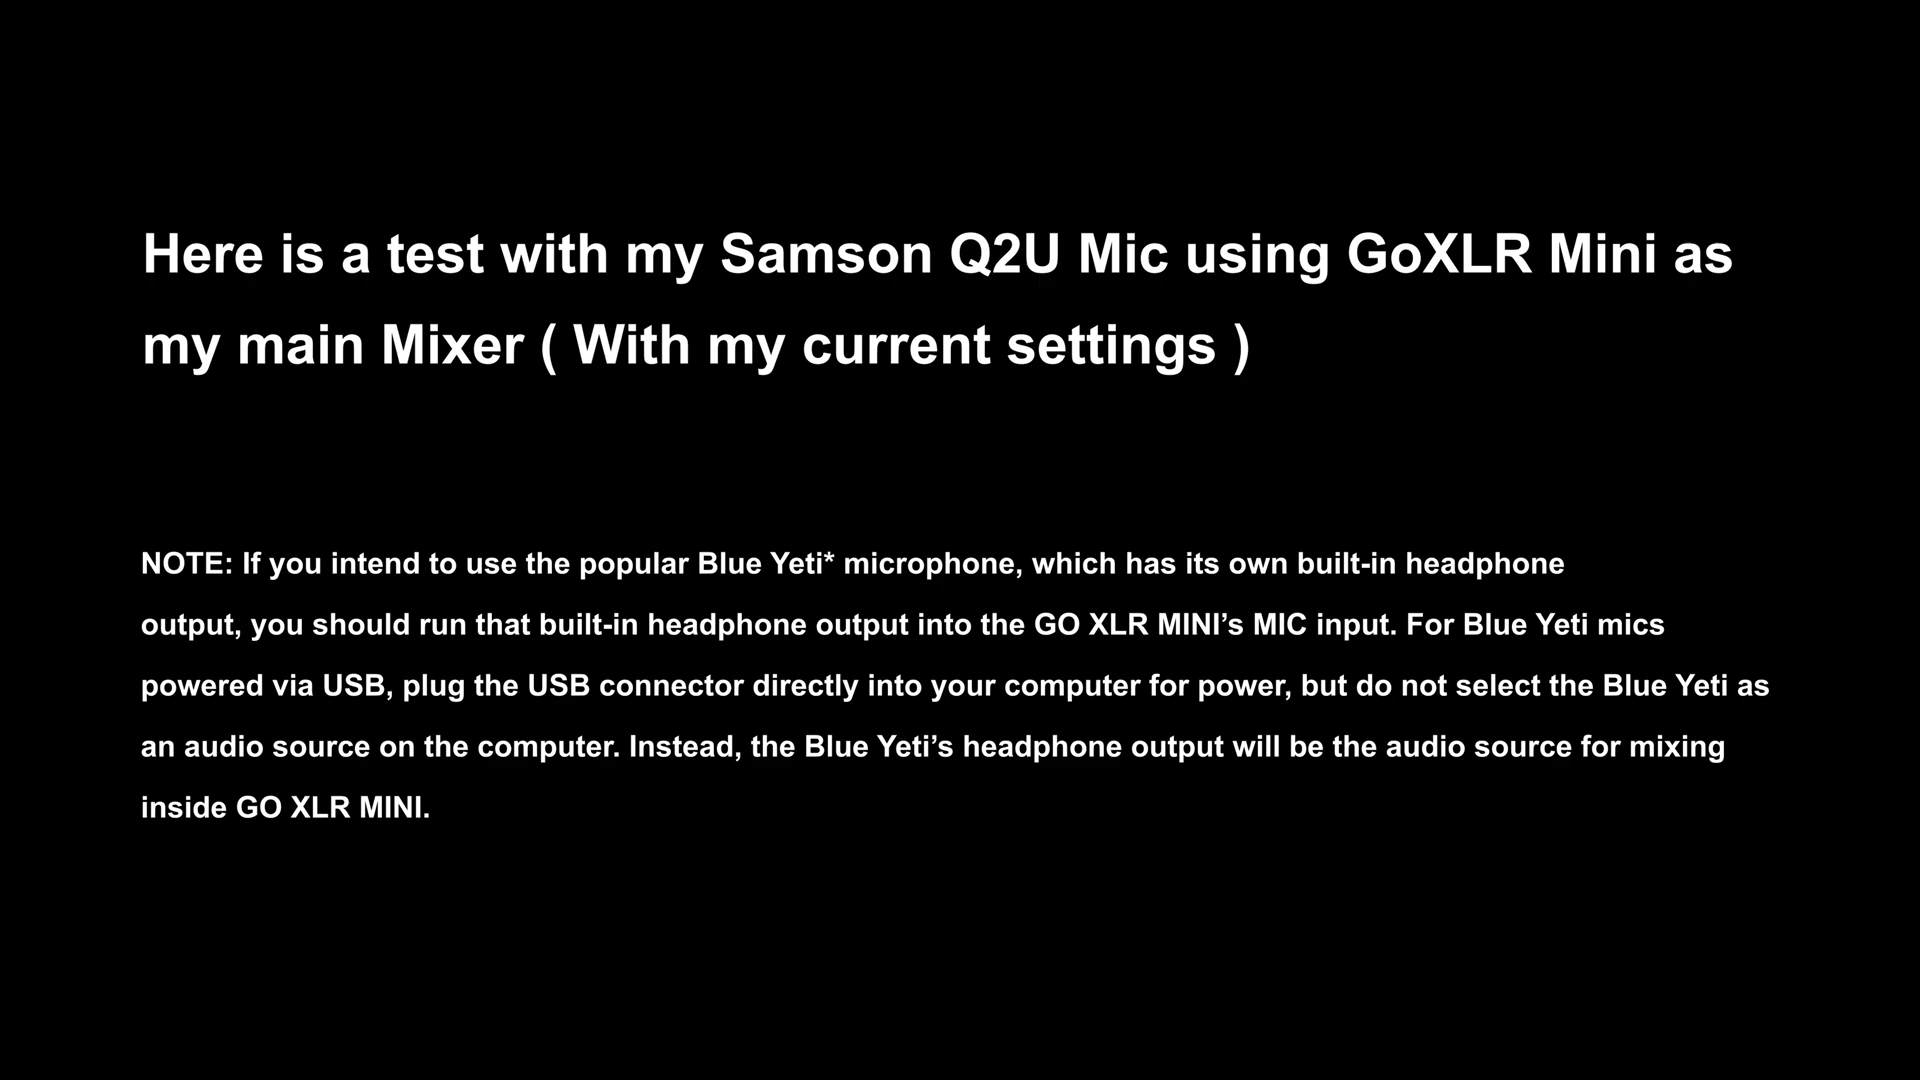 Here is a test with my Samson Q2U Mic using GoXLR Mini as
my main Mixer ( With my current settings )
NOTE: If you intend to use the popular Blue Yeti* microphone, which has its own built-in headphone
output, you should run that built-in headphone output into the GO XLR MINI’s MIC input. For Blue Yeti mics
powered via USB, plug the USB connector directly into your computer for power, but do not select the Blue Yeti as
an audio source on the computer. Instead, the Blue Yeti’s headphone output will be the audio source for mixing
inside GO XLR MINI.